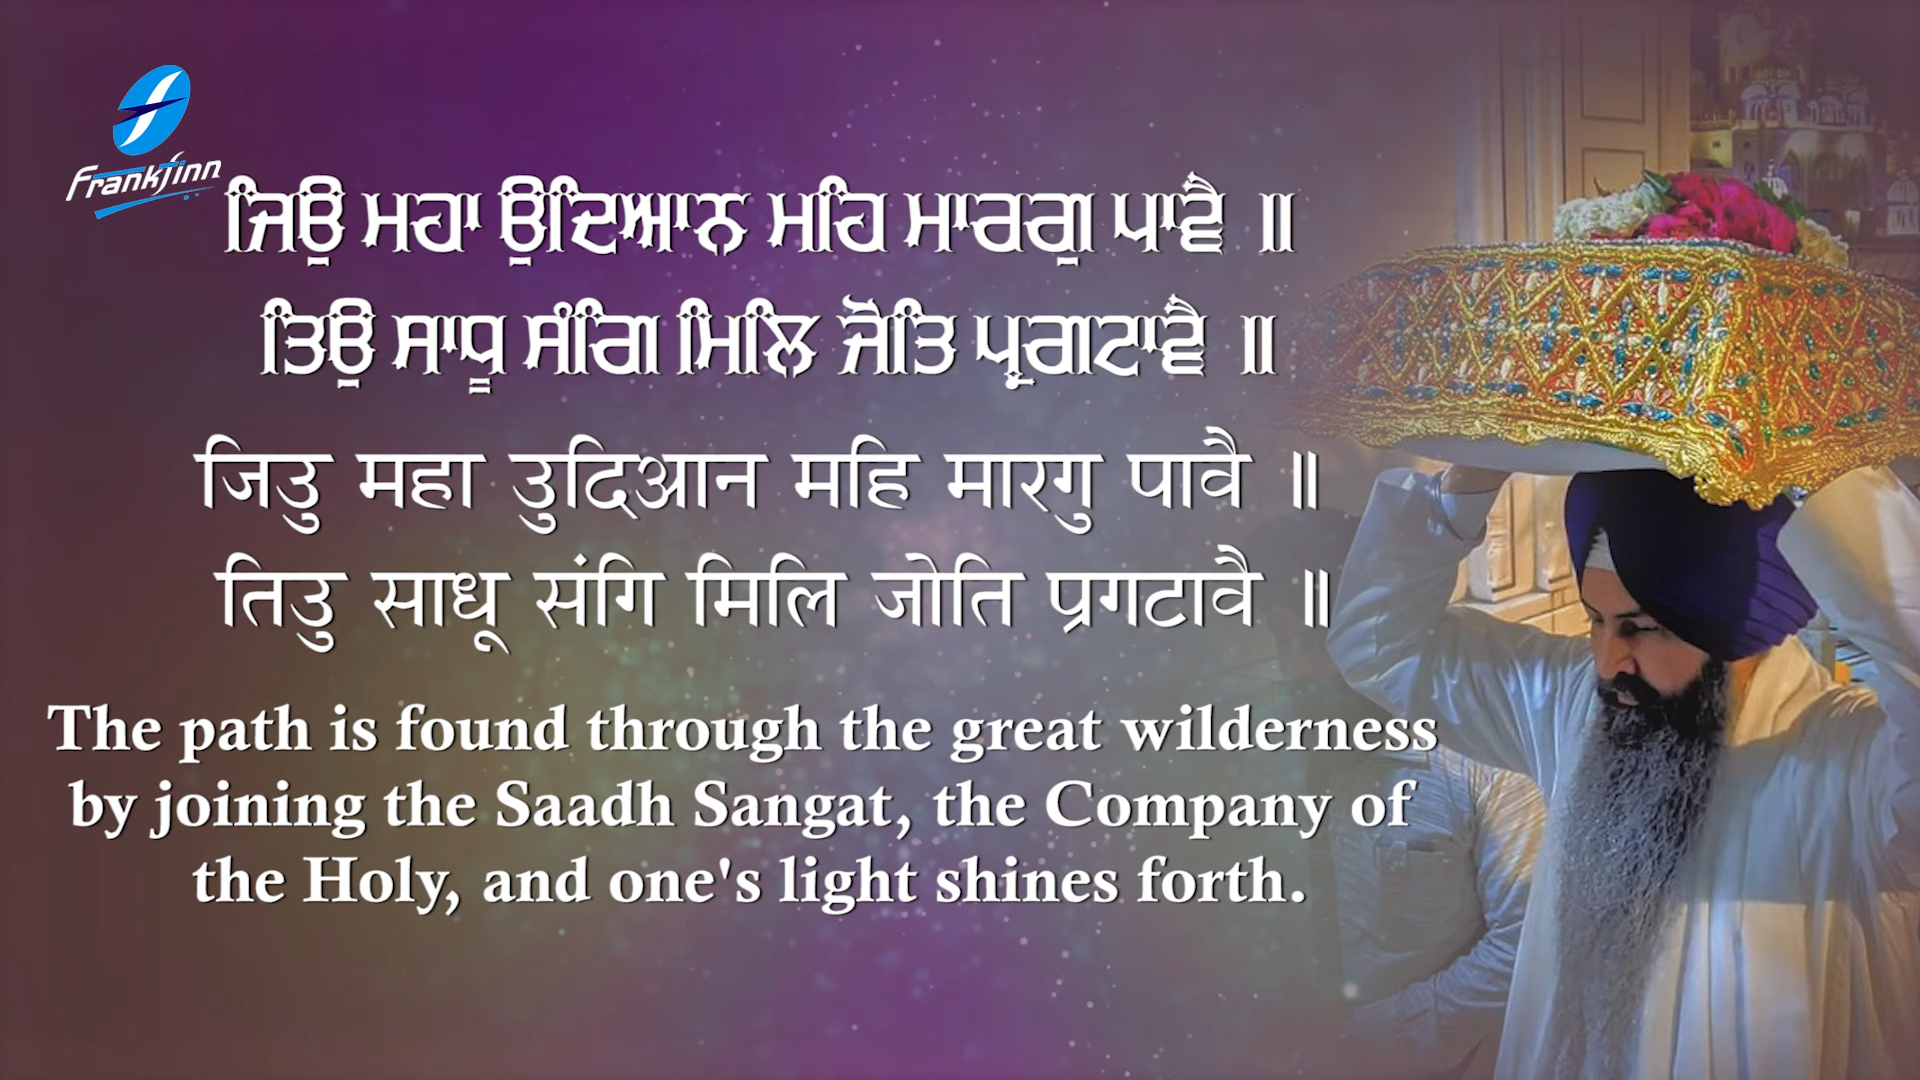 Frankfinn
ਜਿਉ ਮਹਾ ਉਦਿਆਨ ਮਹਿ ਮਾਰਗੁ ਪਾਵੈ ॥
ਤਿਉ ਸਾਧੂ ਸੰਗਿ ਮਿਲਿ ਜੋਤਿ ਪ੍ਰਗਟਾਵੈ ॥
जिउ महा उदिआन महि मारगु पावै ॥
तिउ साधू संगि मिलि जोति प्रगटावै ॥
The path is found through the great wilderness
by joining the Saadh Sangat, the Company of
the Holy, and one's light shines forth.